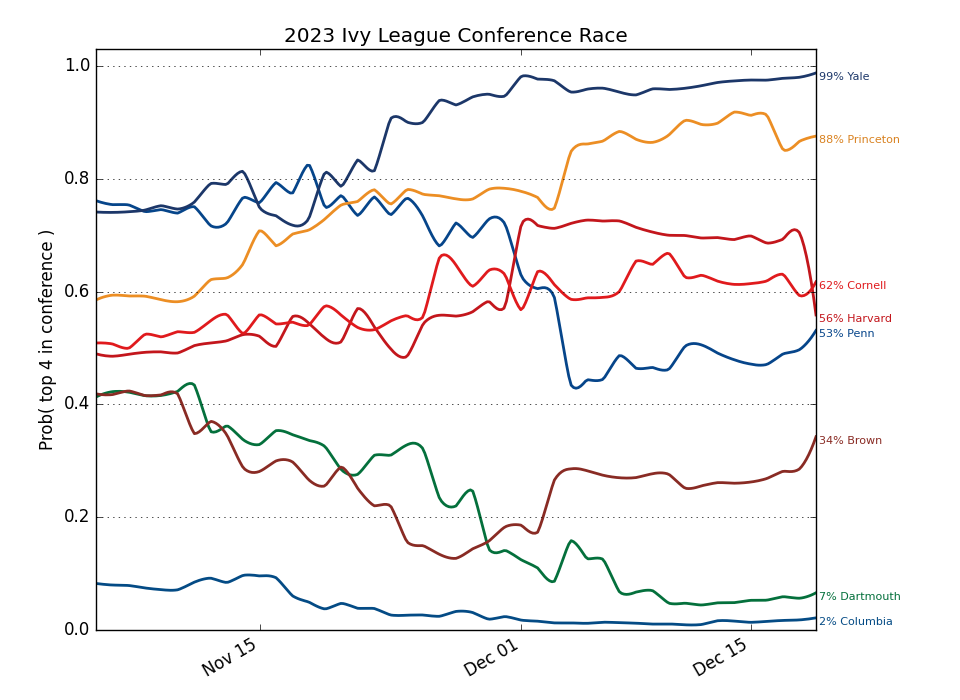 2023 Ivy League Conference Race
Prob( top 4 in conference )
1.0
0.8
0.6
0.4
0.2
0.0
99% Yale
88% Princeton
62% Cornell
56% Harvard
53% Penn
34% Brown
7% Dartmouth
2% Columbia
Nov 15
Dec 01
Dec 15